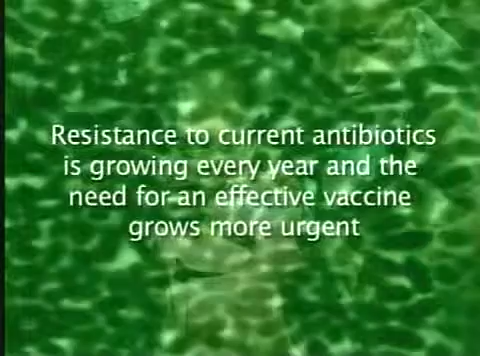 Resistance to current antibiotics
is growing every year and the
need for an effective vaccine
grows more urgent